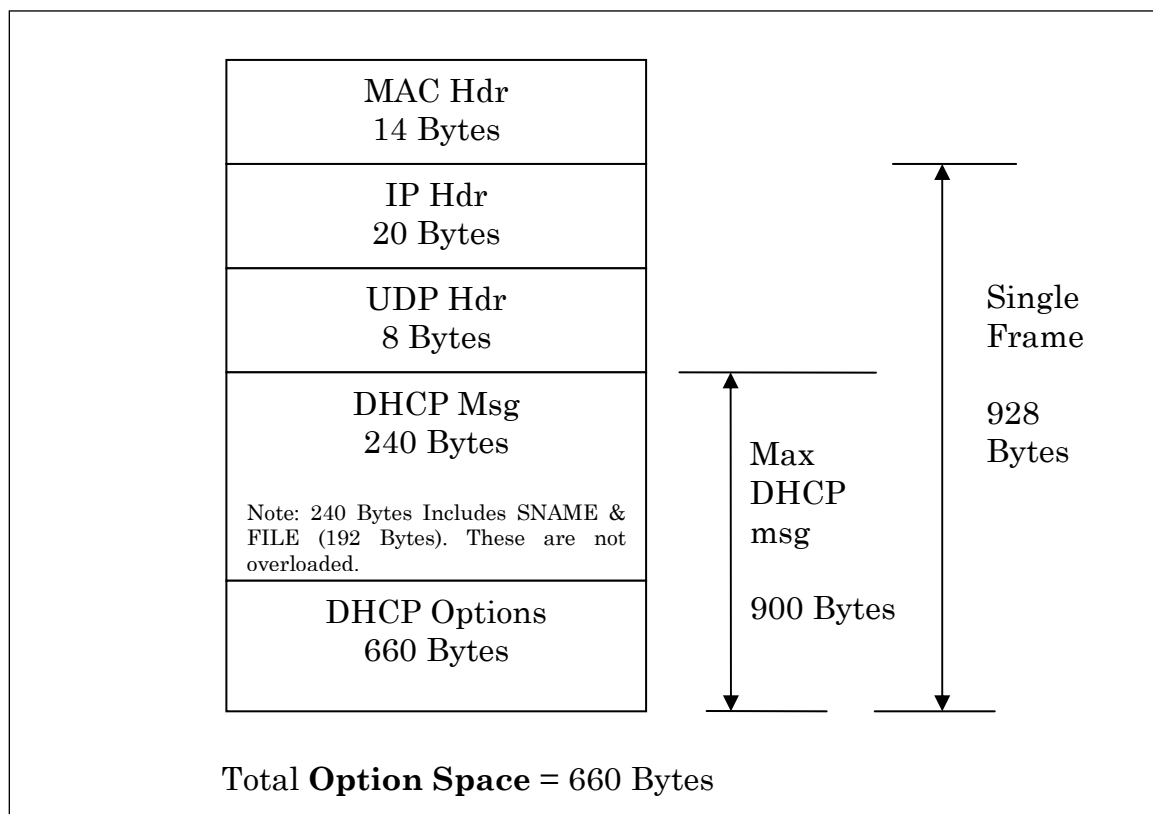 MAC Hdr
14 Bytes
IP Hdr
20 Bytes
UDP Hdr
8 Bytes
DHCP Msg
240 Bytes
Note: 240 Bytes Includes SNAME &
FILE (192 Bytes). These are not
overloaded.
DHCP Options
660 Bytes
Max
DHCP
msg
900 Bytes
Single
Frame
928
Bytes
Total Option Space = 660 Bytes